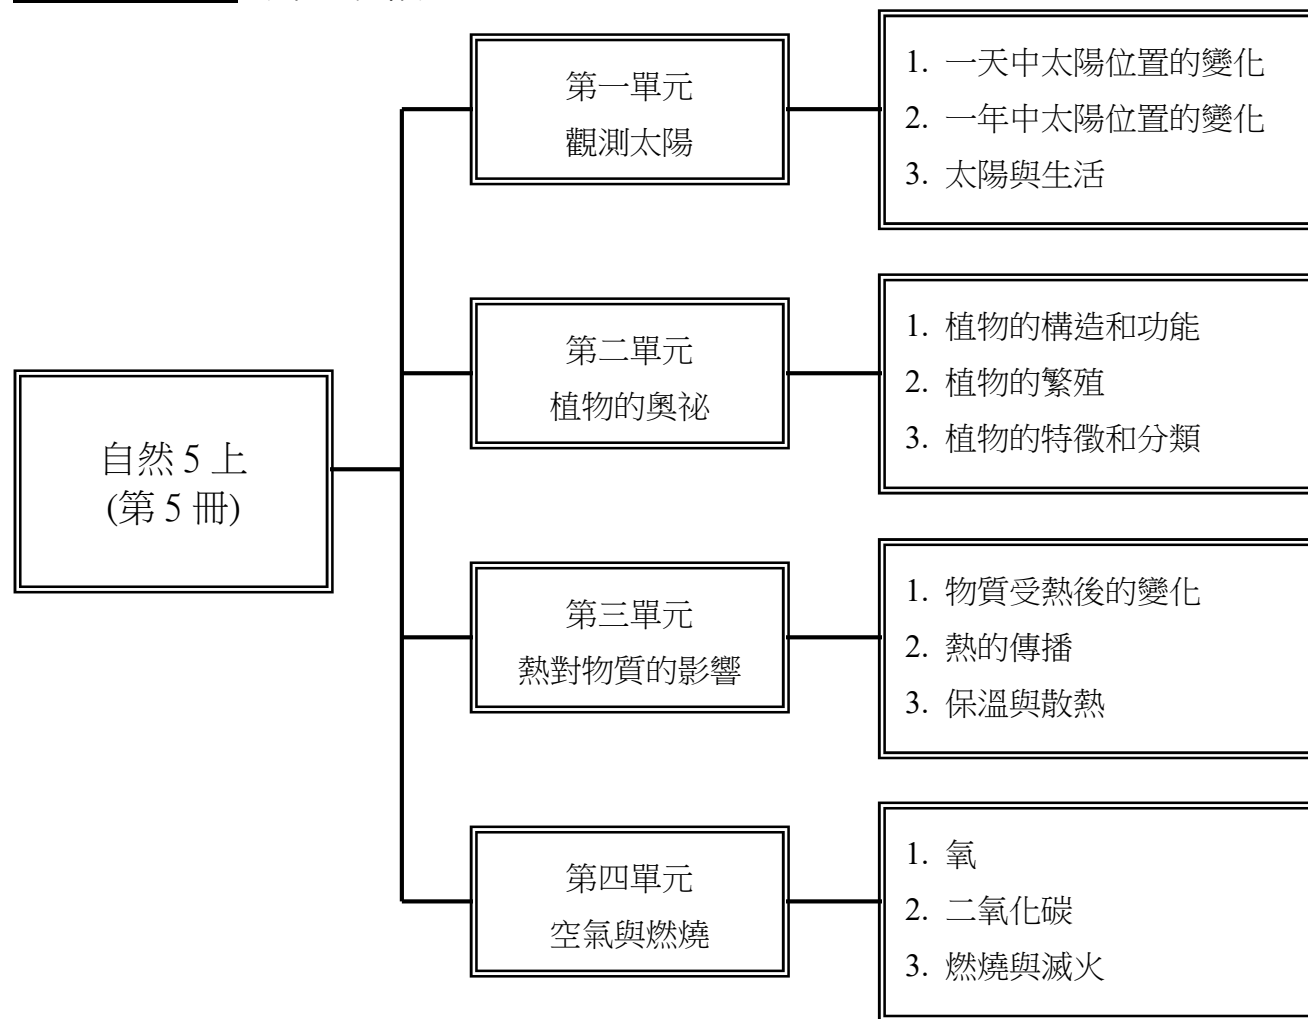 自然 5 上
(第 5 冊)
第一單元
觀測太陽
1. 一天中太陽位置的變化
2. 一年中太陽位置的變化
3. 太陽與生活
第二單元
植物的奧祕
1. 植物的構造和功能
2. 植物的繁殖
3. 植物的特徵和分類
第三單元
熱對物質的影響
1. 物質受熱後的變化
2. 熱的傳播
3. 保溫與散熱
第四單元
空氣與燃燒
1. 氧
2. 二氧化碳
3. 燃燒與滅火